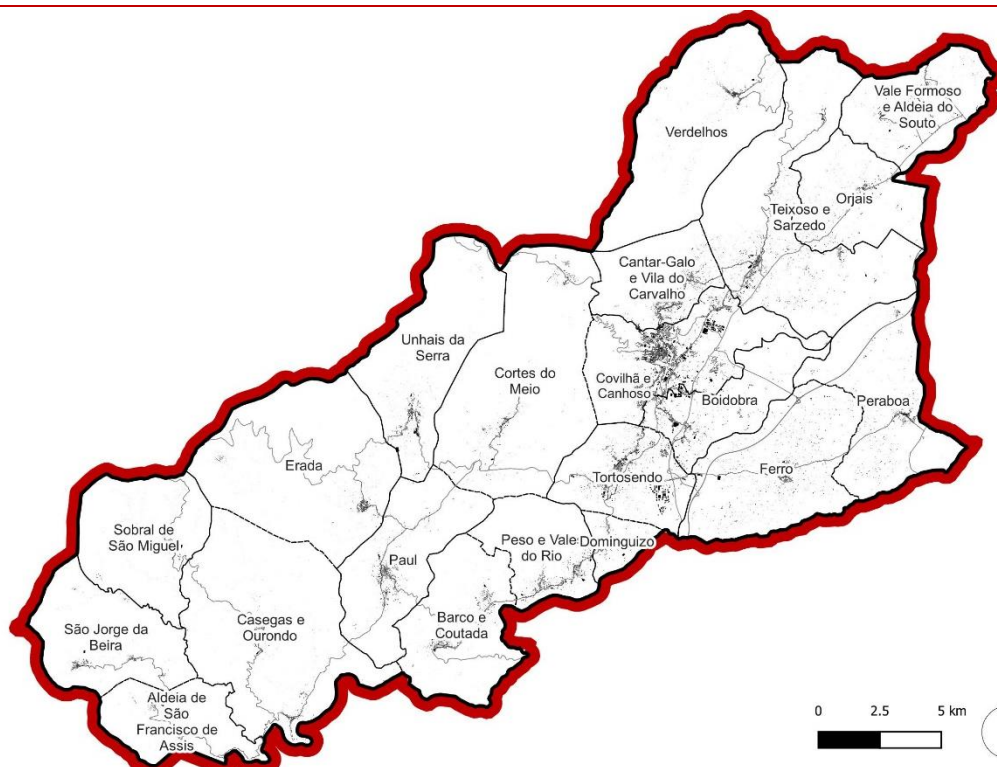 Vale Formoso
e Aldeia do
Souto
Verdelhos
Orjais
Teixoso e
Sarzedo
Cantar-Galo
e Vila do
Carvalho
Unhais da
Serra
Cortes do
Meio
Covilhã e
Canhoso
Boidobra
Peraboa
Erada
Tortosendo
Ferro
Sobral de
São Miguel
Paul
Peso e Vale
do Rio
Dominguizo
Casegas e
Ourondo
Barco e
Coutada
São Jorge da
Beira
Aldeia de
São
Francisco de
Assis
0 2.5 5 km